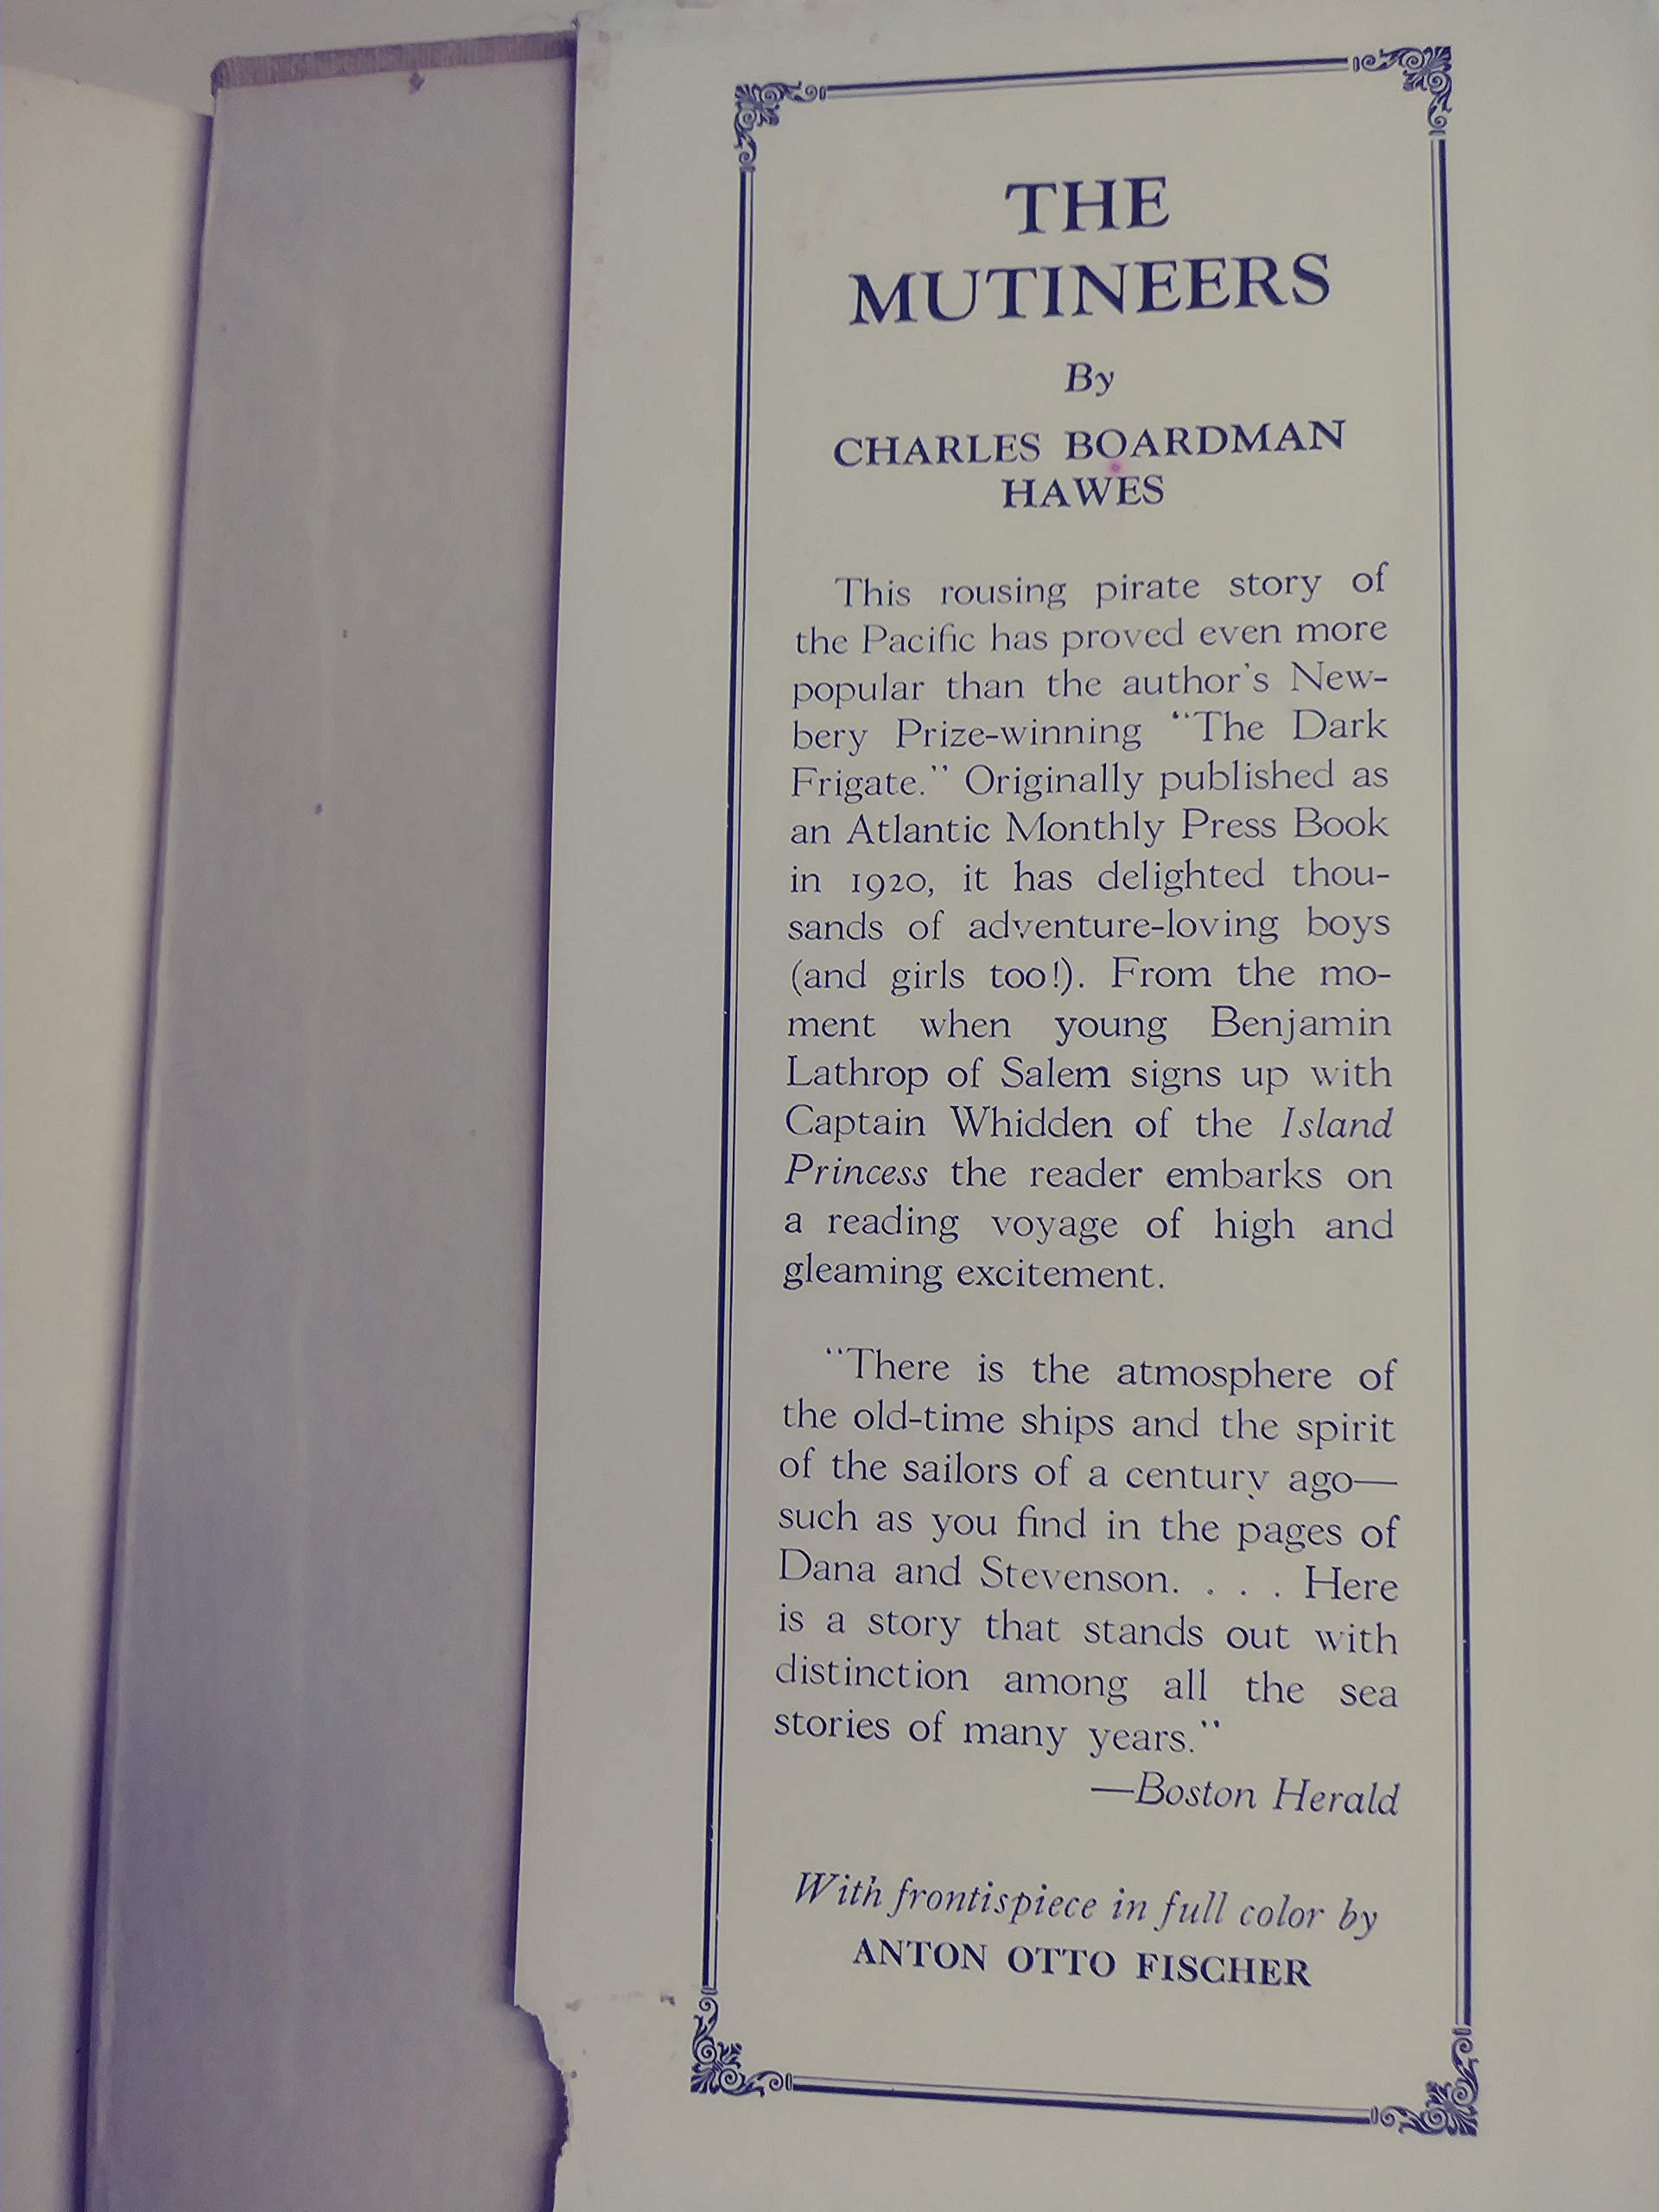 THE
MUTINEERS
By
CHARLES BOARDMAN
HAWES
This rousing pirate story of
the Pacific has proved even more
popular than the author's New-
bery Prize-winning "The Dark
Frigate." Originally published as
an Atlantic Monthly Press Book
in 1920, it has delighted thou-
sands of adventure-loving boys
(and girls too!). From the mo-
ment when young Benjamin
Lathrop of Salem signs up with
Captain Whidden of the Island
Princess the reader embarks on
a reading voyage of high and
gleaming excitement.
"There is the atmosphere of
the old-time ships and the spirit
of the sailors of a century ago—
such as you find in the pages of
Dana and Stevenson. . . . Here
is a story that stands out with
distinction among all the sea
stories of many years."
—Boston Herald
With frontispiece in full color by
ANTON OTTO FISCHER